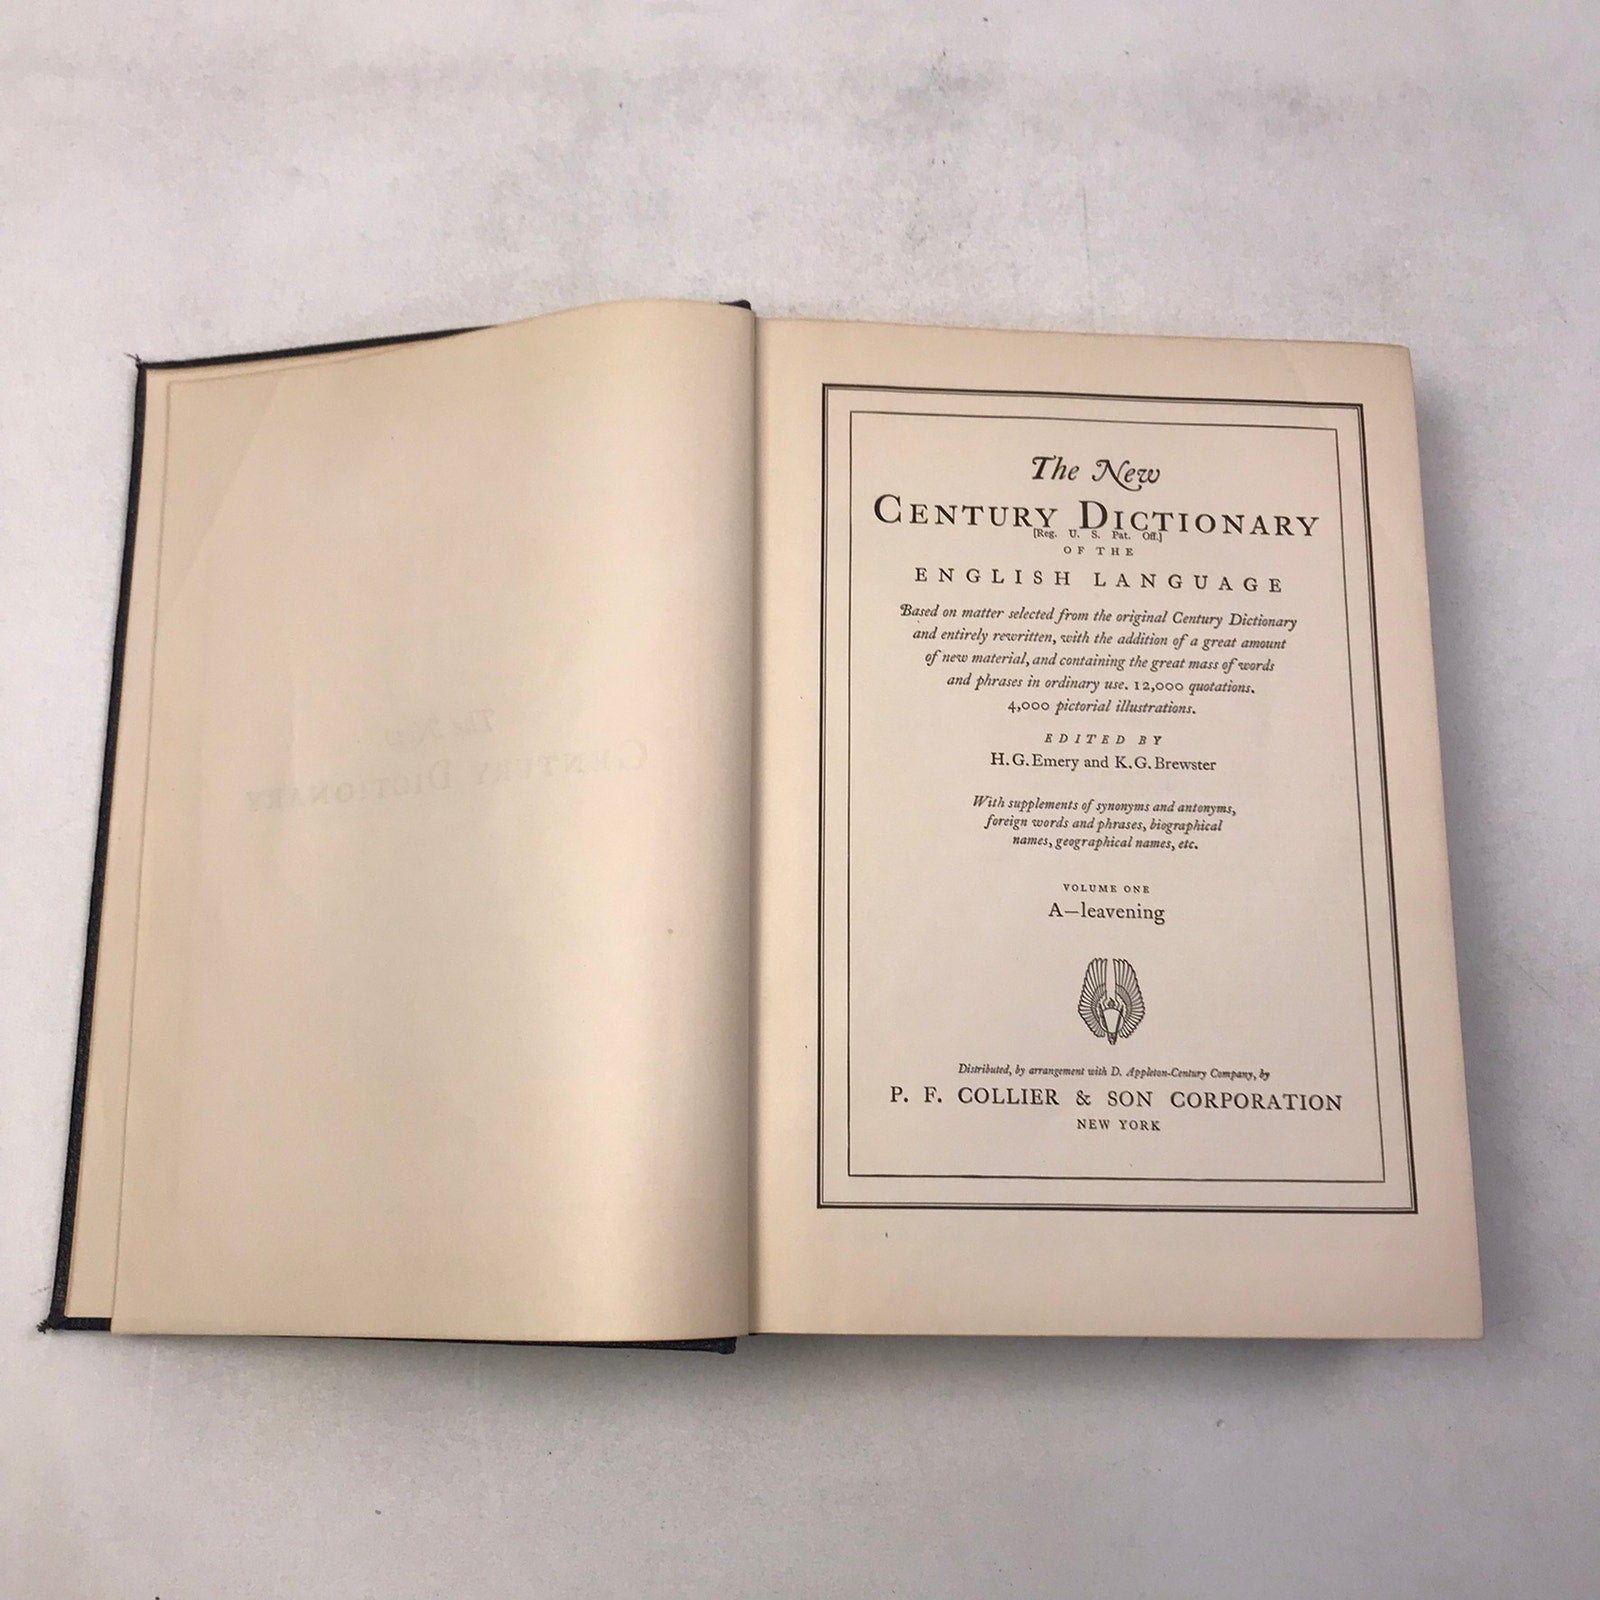 The New
CENTURY DICTIONARY
The New
CENTURY DICTIONARY
[Reg. U. S. Pat. Off.]
OF THE
ENGLISH LANGUAGE
Based on matter selected from the original Century Dictionary
and entirely rewritten, with the addition of a great amount
of new material, and containing the great mass of words
and phrases in ordinary use. 12,000 quotations.
4,000 pictorial illustrations.
EDITED BY
H. G. Emery and K. G. Brewster
With supplements of synonyms and antonyms,
foreign words and phrases, biographical
names, geographical names, etc.
VOLUME ONE
A—leavening
Distributed, by arrangement with D. Appleton-Century Company, by
P. F. COLLIER & SON CORPORATION
NEW YORK